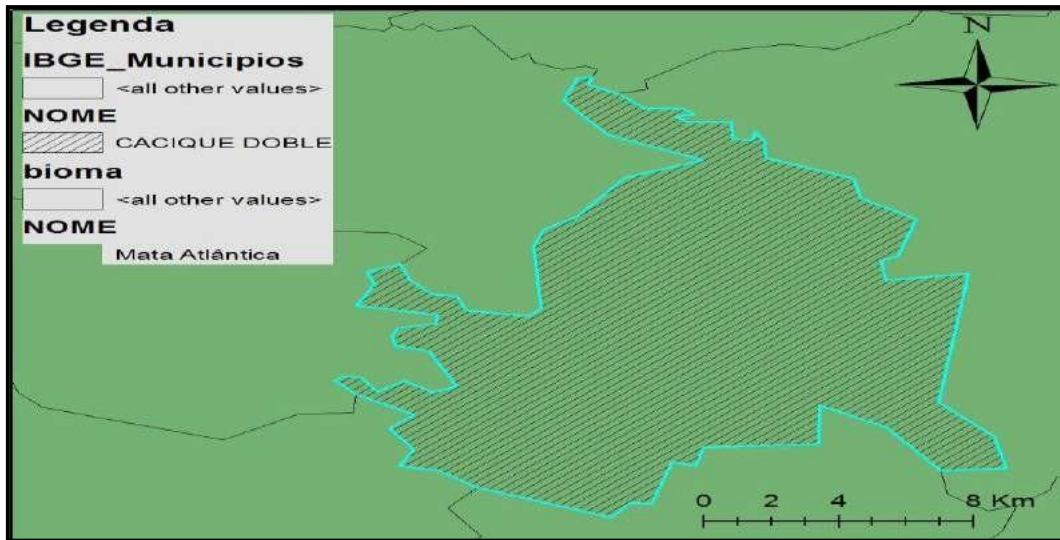 Legenda
IBGE_Municipios
<all other values>
NOME
CACIQUE DOBLE
bioma
<all other values>
NOME
Mata Atlântica
N
0 2 4 8 Km